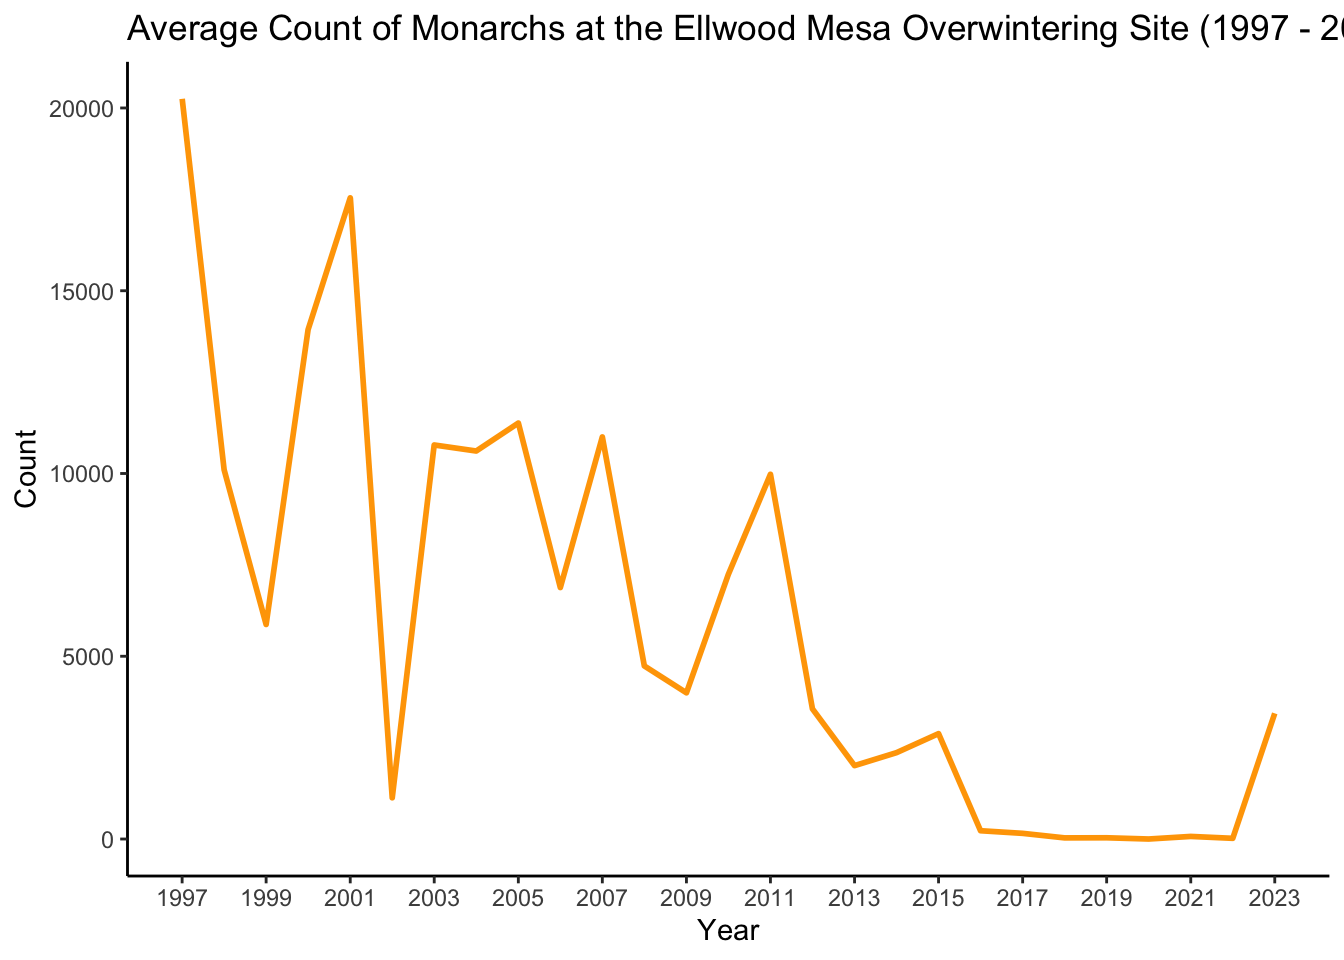 Average Count of Monarchs at the Ellwood Mesa Overwintering Site (1997 - 20
20000
15000
10000
5000
0
Count
1997 1999 2001 2003 2005 2007 2009 2011 2013 2015 2017 2019 2021 2023
Year